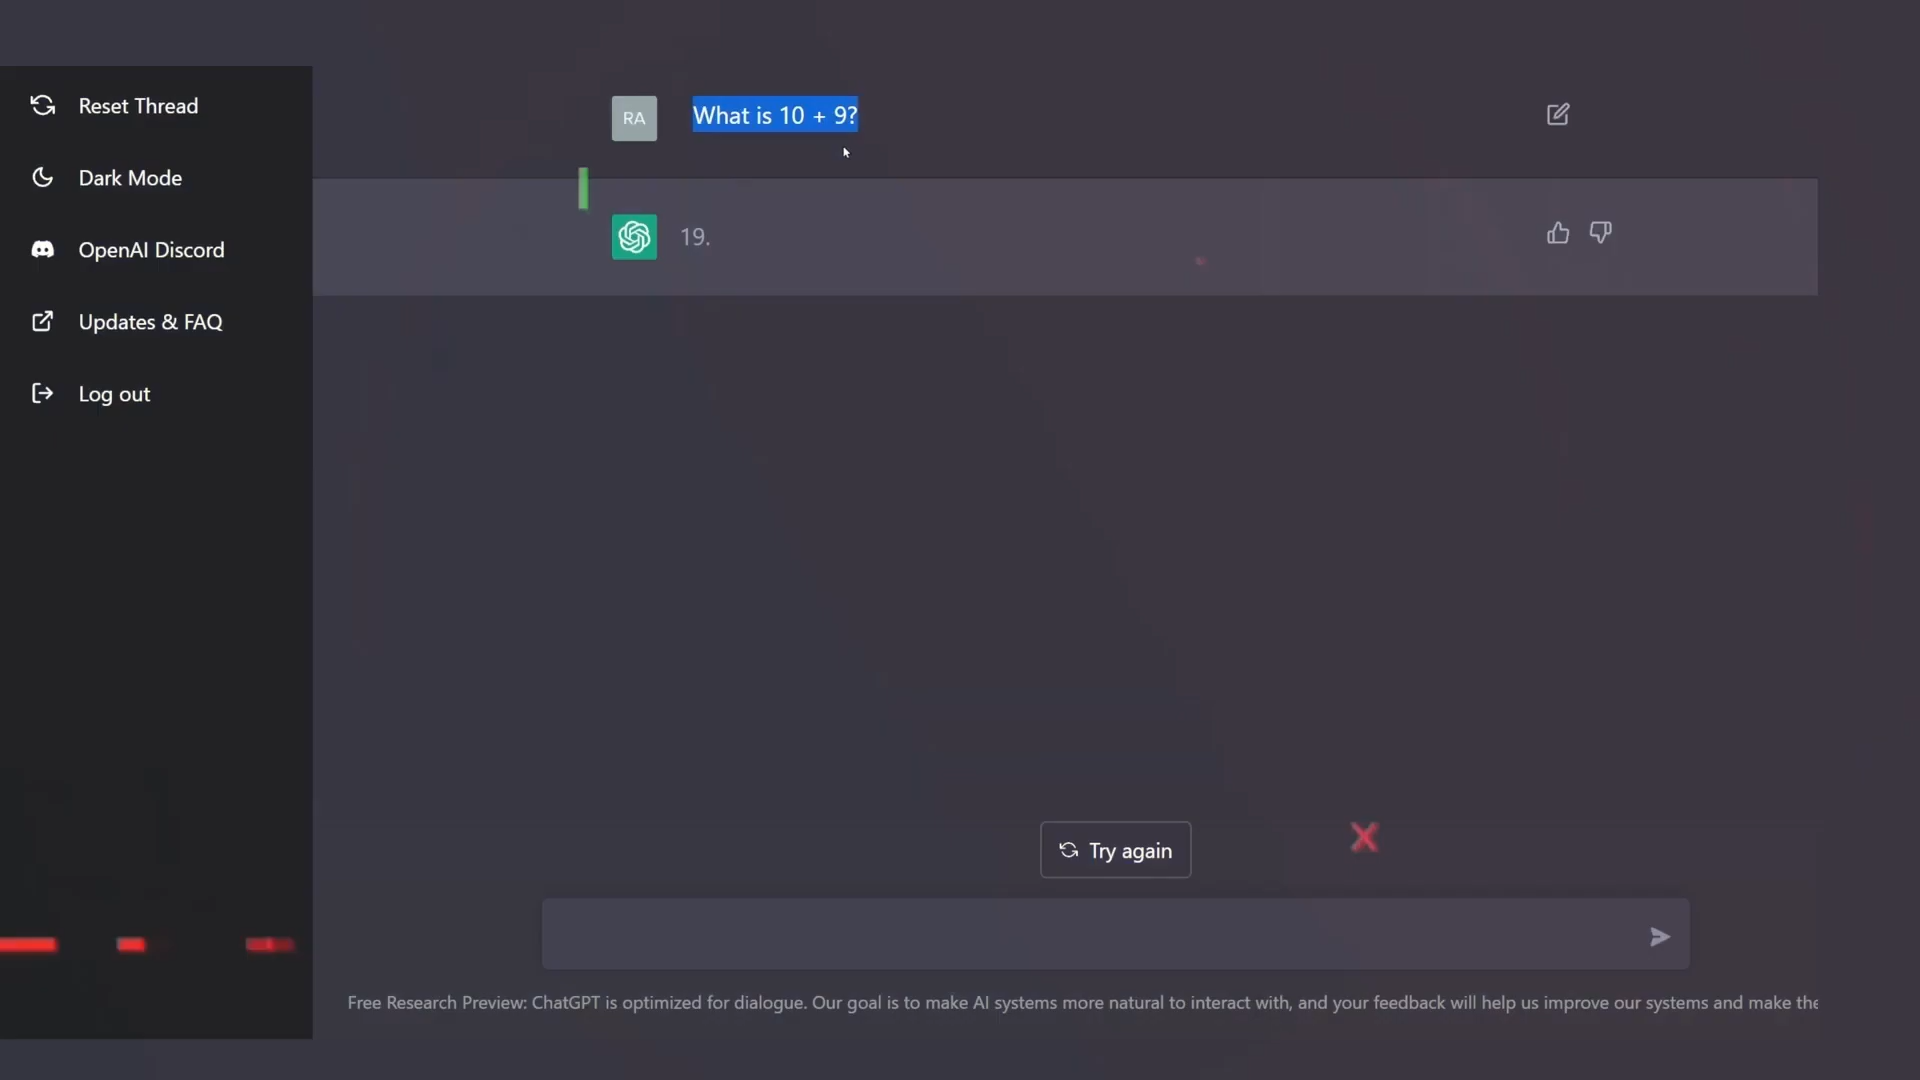 Reset Thread
Dark Mode
OpenAI Discord
Updates & FAQ
Log out
RA
What is 10 + 9?
19.
Try again
X
Free Research Preview: ChatGPT is optimized for dialogue. Our goal is to make AI systems more natural to interact with, and your feedback will help us improve our systems and make the